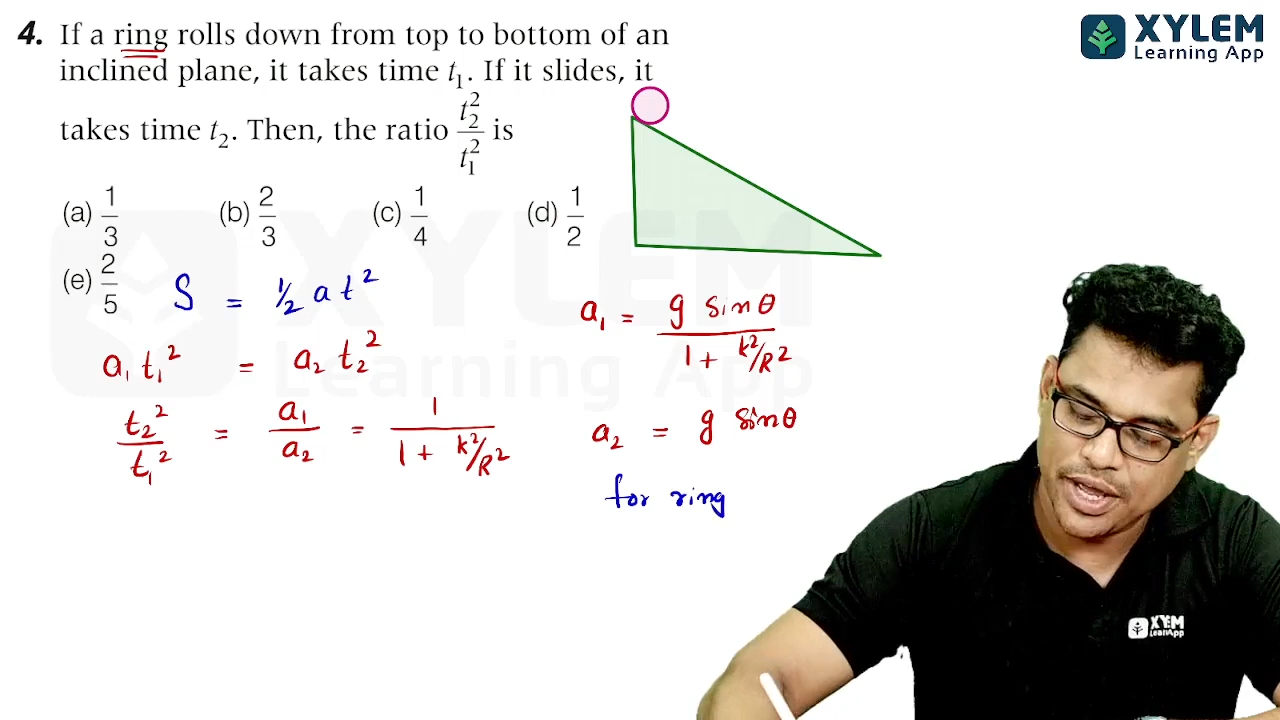 4. If a ring rolls down from top to bottom of an
inclined plane, it takes time t₁. If it slides, it
takes time t₂. Then, the ratio t₂²/t₁² is
(a) 1/3 (b) 2/3 (c) 1/4 (d) 1/2
(e) 2/5
S = 1/2 a t²
a₁ t₁² = a₂ t₂²
t₂²/t₁² = a₁/a₂ = 1/(1 + k²/R²)
a₁ = g sinθ/(1 + k²/R²)
a₂ = g sinθ
for ring
XYLEM
Learning App
XYLEM
Learning App
XYLEM
LearnApp